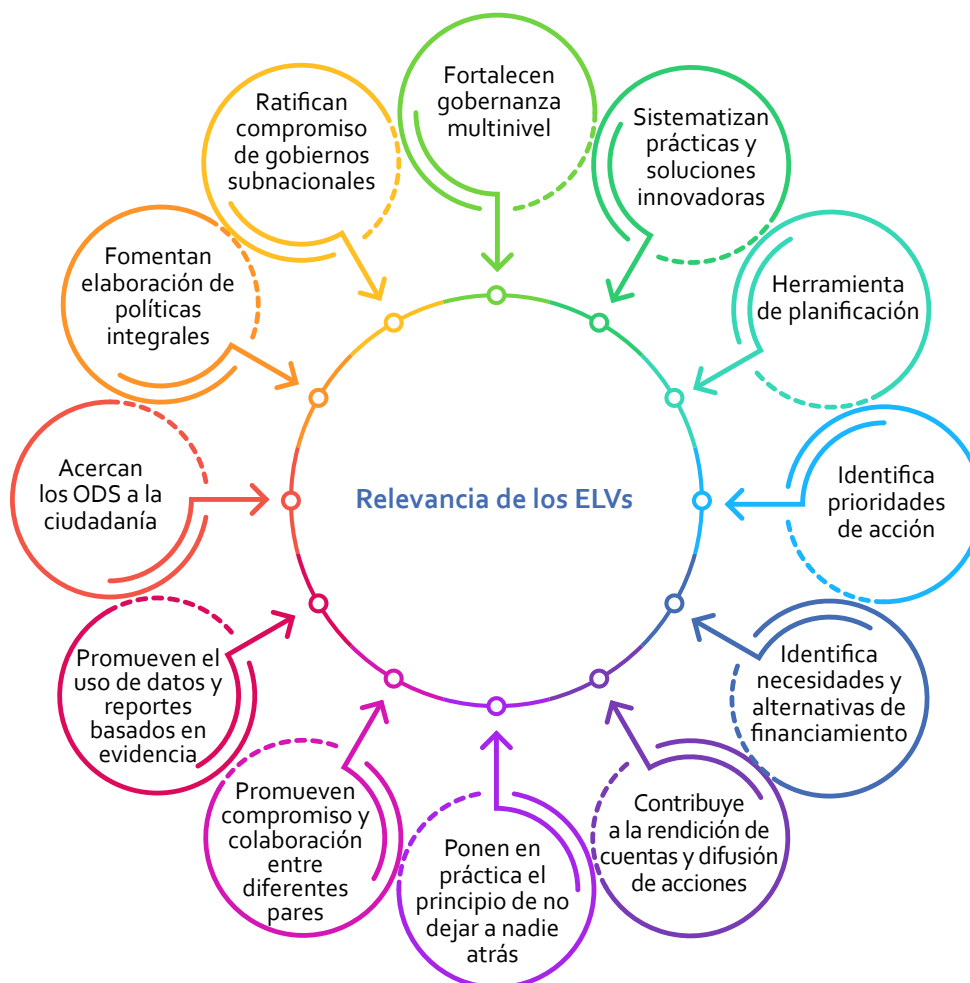 Fortalecen
gobernanza
multinivel
Sistematizan
prácticas y
soluciones
innovadoras
Herramienta
de planificación
Identifica
prioridades
de acción
Identifica
necesidades y
alternativas de
financiamiento
Contribuye
a la rendición de
cuentas y difusión
de acciones
Ponen en
práctica el
principio de no
dejar a nadie
atrás
Promueven
compromiso y
colaboración
entre
diferentes
pares
Promueven el
uso de datos y
reportes
basados en
evidencia
Acercan
los ODS a la
ciudadanía
Fomentan
elaboración de
políticas
integrales
Ratifican
compromiso
de gobiernos
subnacionales
Relevancia de los ELVs